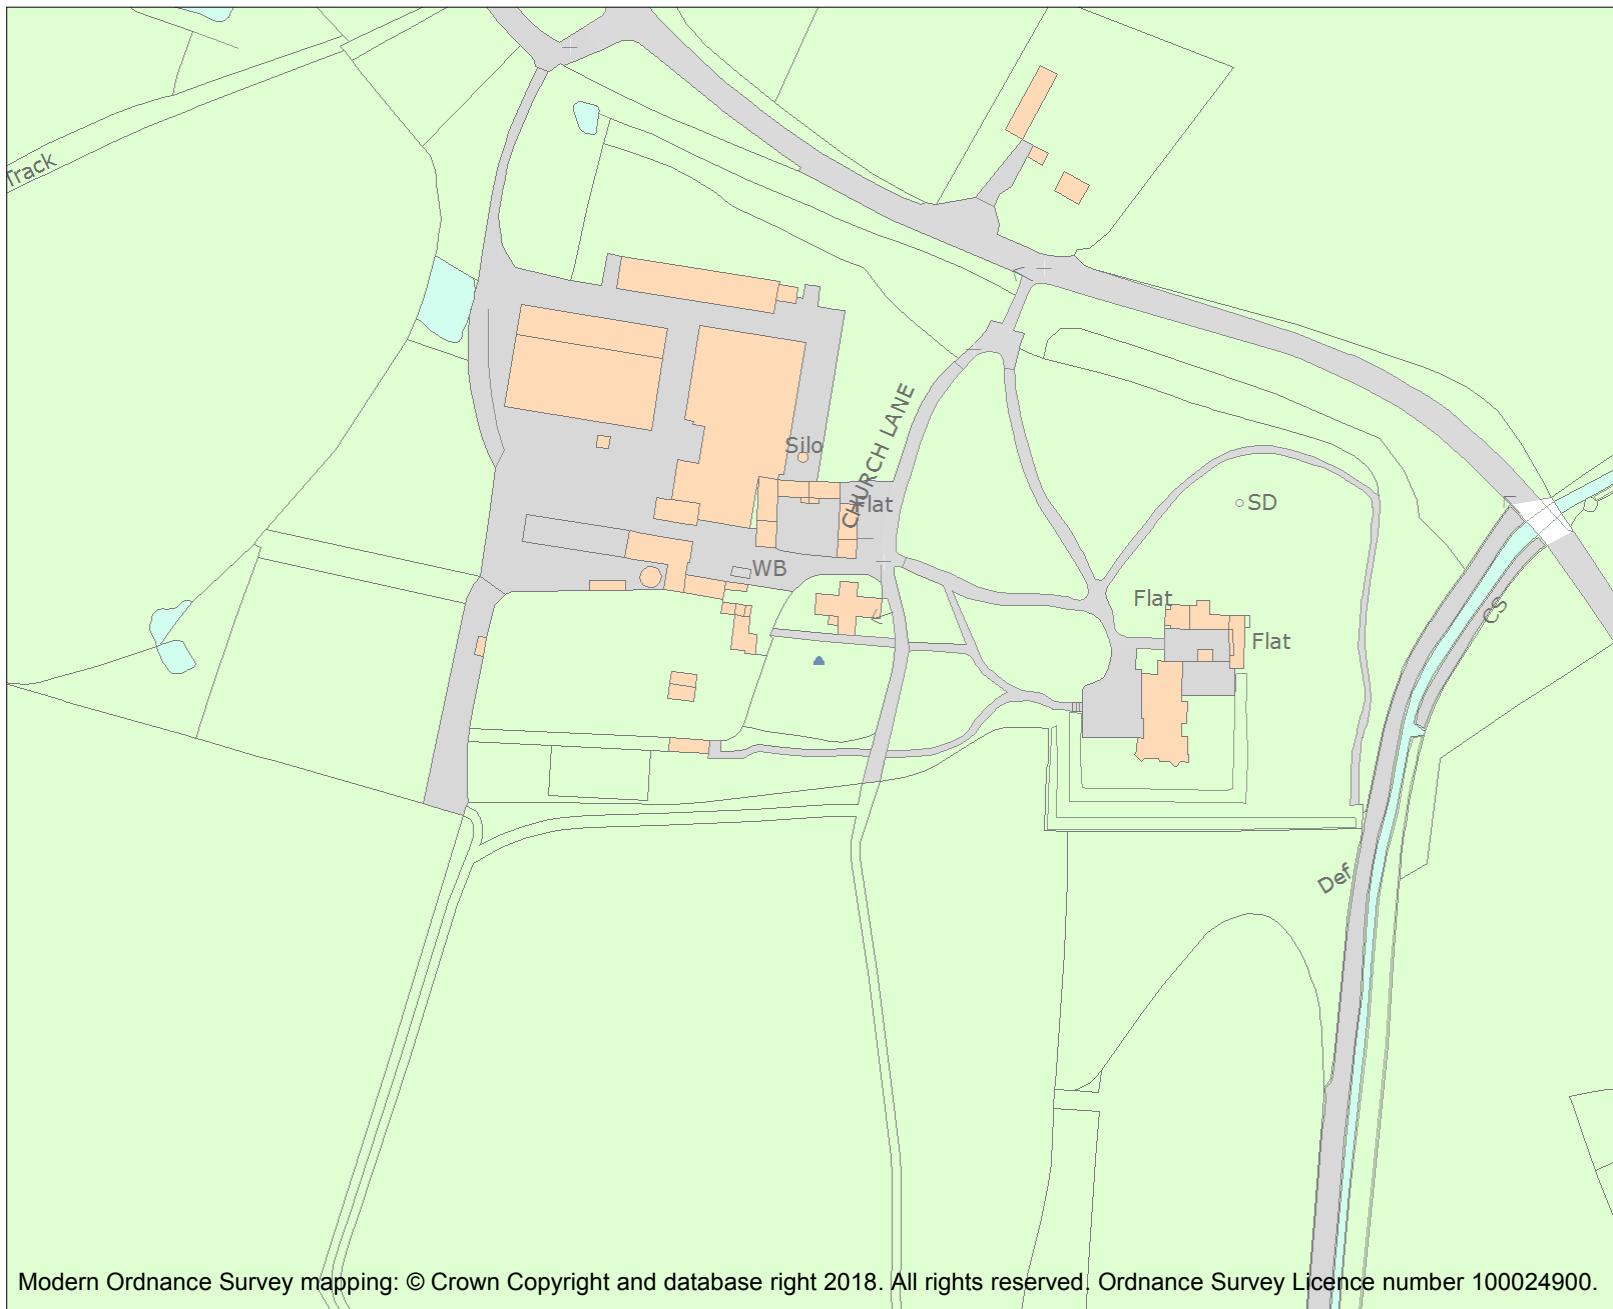 Track
CHURCH LANE
Silo
Flat
SD
WB
Flat
Flat
CS
Def
Modern Ordnance Survey mapping: © Crown Copyright and database right 2018. All rights reserved. Ordnance Survey Licence number 100024900.